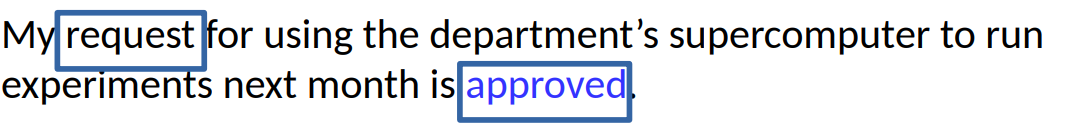 My request for using the department’s supercomputer to run
experiments next month is approved.